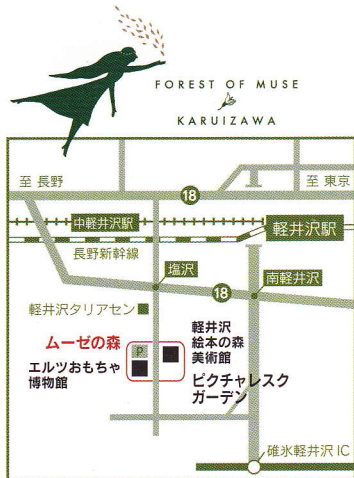 FOREST OF MUSE
KARUIZAWA
至 長野
至 東京
18
中軽井沢駅
軽井沢駅
長野新幹線
塩沢
18
南軽井沢
軽井沢タリアセン
ムーゼの森
P
エルツおもちゃ
博物館
軽井沢
絵本の森
美術館
ピクチャレスク
ガーデン
碓氷軽井沢 IC